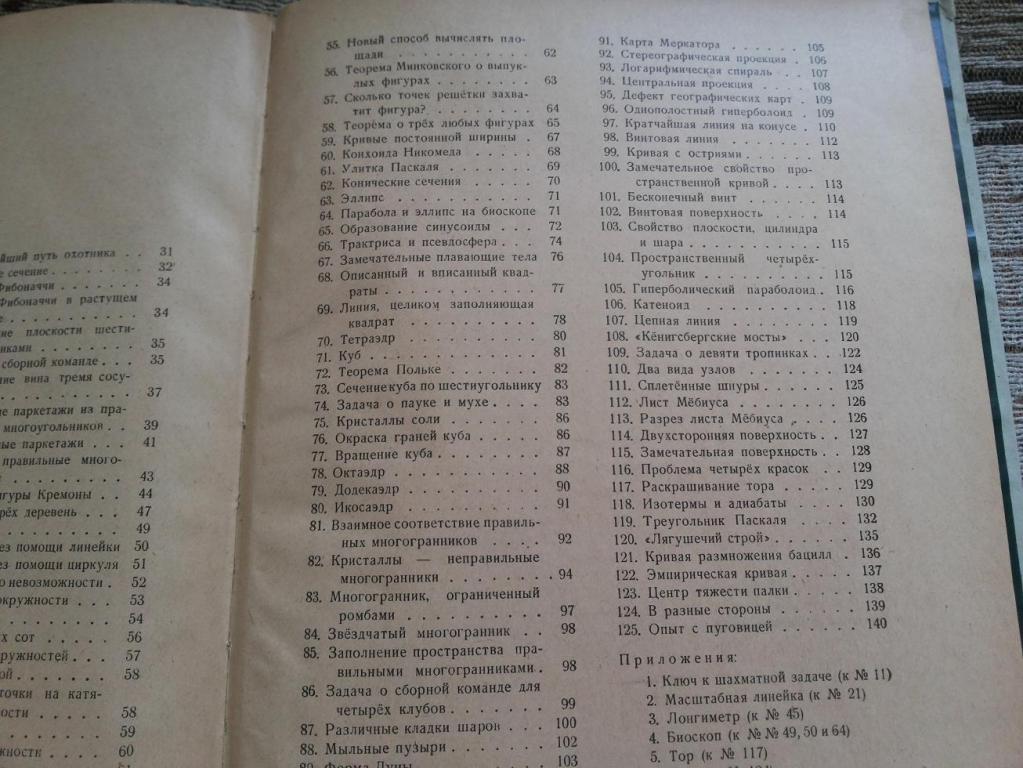 ший путь охотника . . 31
е сечение . . . . . . . . 32
Фибоначчи . . . . . . . 34
Фибоначчи в растущем
е . . . . . . . . . . . 34
ие плоскости шести-
никами . . . . . . . . 35
сборной команде . . . 35
ние вина тремя сосу-
. . . . . . . . . . . 37
ые паркетажи из пра-
многоугольников . . . 39
ные паркетажи . . . 41
правильные много-
. . . . . . . . . . . 43
игуры Кремоны . . 44
рёх деревень . . . 47
. . . . . . . . . . . 49
ез помощи линейки 50
ез помощи циркуля 51
о невозможности . . 52
окружности . . . 53
. . . . . . . . . . . 54
х сот . . . . . . . 56
ружностей . . . . 57
ой . . . . . . . . . 58
точки на катя-
ости . . . . . . . 58
. . . . . . . . . . . 59
жности . . . . . . 60
55. Новый способ вычислять пло-
щади . . . . . . . . . . . 62
56. Теорема Минковского о выпук-
лых фигурах . . . . . . . . 63
57. Сколько точек решётки захва-
тит фигура? . . . . . . . . 64
58. Теорема о трёх любых фигурах 65
59. Кривые постоянной ширины . 67
60. Конхоида Никомеда . . . . . 68
61. Улитка Паскаля . . . . . . . 69
62. Конические сечения . . . . . 70
63. Эллипс . . . . . . . . . . . 71
64. Парабола и эллипс на биоскопе 71
65. Образование синусоиды . . . 72
66. Трактриса и псевдосфера . . . 74
67. Замечательные плавающие тела 76
68. Описанный и вписанный квад-
раты . . . . . . . . . . . . 77
69. Линия, целиком заполняющая
квадрат . . . . . . . . . . 78
70. Тетраэдр . . . . . . . . . . 80
71. Куб . . . . . . . . . . . . 81
72. Теорема Польке . . . . . . . 82
73. Сечение куба по шестиугольнику 83
74. Задача о пауке и мухе . . . . 83
75. Кристаллы соли . . . . . . . 86
76. Окраска граней куба . . . . . 86
77. Вращение куба . . . . . . . . 87
78. Октаэдр . . . . . . . . . . . 88
79. Додекаэдр . . . . . . . . . . 90
80. Икосаэдр . . . . . . . . . . 91
81. Взаимное соответствие правиль-
ных многогранников . . . . . 92
82. Кристаллы — неправильные
многогранники . . . . . . . . 94
83. Многогранник, ограниченный
ромбами . . . . . . . . . . . 97
84. Звёздчатый многогранник . . 98
85. Заполнение пространства пра-
вильными многогранниками . . 98
86. Задача о сборной команде для
четырёх клубов . . . . . . . 99
87. Различные кладки шаров . . . 100
88. Мыльные пузыри . . . . . . . 102
89. Форма Луны . . . . . . . . . 103
91. Карта Меркатора . . . . . . 105
92. Стереографическая проекция . 106
93. Логарифмическая спираль . . 107
94. Центральная проекция . . . . 108
95. Дефект географических карт . 109
96. Однополостный гиперболоид . 109
97. Кратчайшая линия на конусе . 110
98. Винтовая линия . . . . . . . 112
99. Кривая с остриями . . . . . . 113
100. Замечательное свойство про-
странственной кривой . . . . 113
101. Бесконечный винт . . . . . . 114
102. Винтовая поверхность . . . . 114
103. Свойство плоскости, цилиндра
и шара . . . . . . . . . . . 115
104. Пространственный четырёх-
угольник . . . . . . . . . . 115
105. Гиперболический параболоид . . 116
106. Катеноид . . . . . . . . . . 118
107. Цепная линия . . . . . . . . 119
108. «Кёнигсбергские мосты» . . . 120
109. Задача о девяти тропинках . . 122
110. Два вида узлов . . . . . . . 124
111. Сплетённые шнуры . . . . . . 125
112. Лист Мёбиуса . . . . . . . . 126
113. Разрез листа Мёбиуса . . . . 126
114. Двухсторонняя поверхность . . 127
115. Замечательная поверхность . . 128
116. Проблема четырёх красок . . 129
117. Раскрашивание тора . . . . . 129
118. Изотермы и адиабаты . . . . 130
119. Треугольник Паскаля . . . . 132
120. «Лягушечий строй» . . . . . 135
121. Кривая размножения бацилл . 136
122. Эмпирическая кривая . . . . 137
123. Центр тяжести палки . . . . 138
124. В разные стороны . . . . . . 139
125. Опыт с пуговицей . . . . . . 140
Приложения:
1. Ключ к шахматной задаче (к № 11)
2. Масштабная линейка (к № 21)
3. Лонгиметр (к № 45)
4. Биоскоп (к №№ 49, 50 и 64)
5. Тор (к № 117)